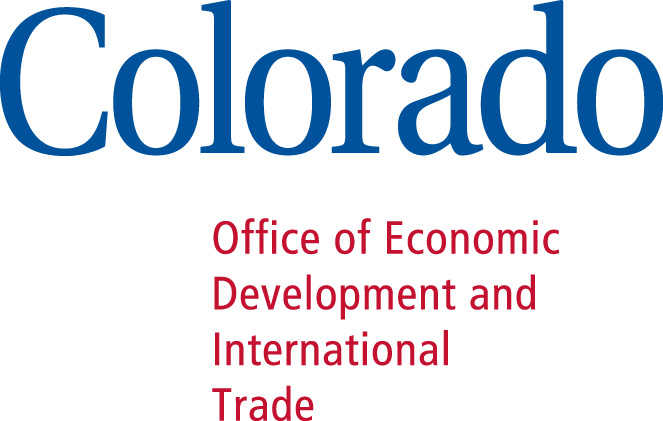 Colorado
Office of Economic
Development and
International
Trade